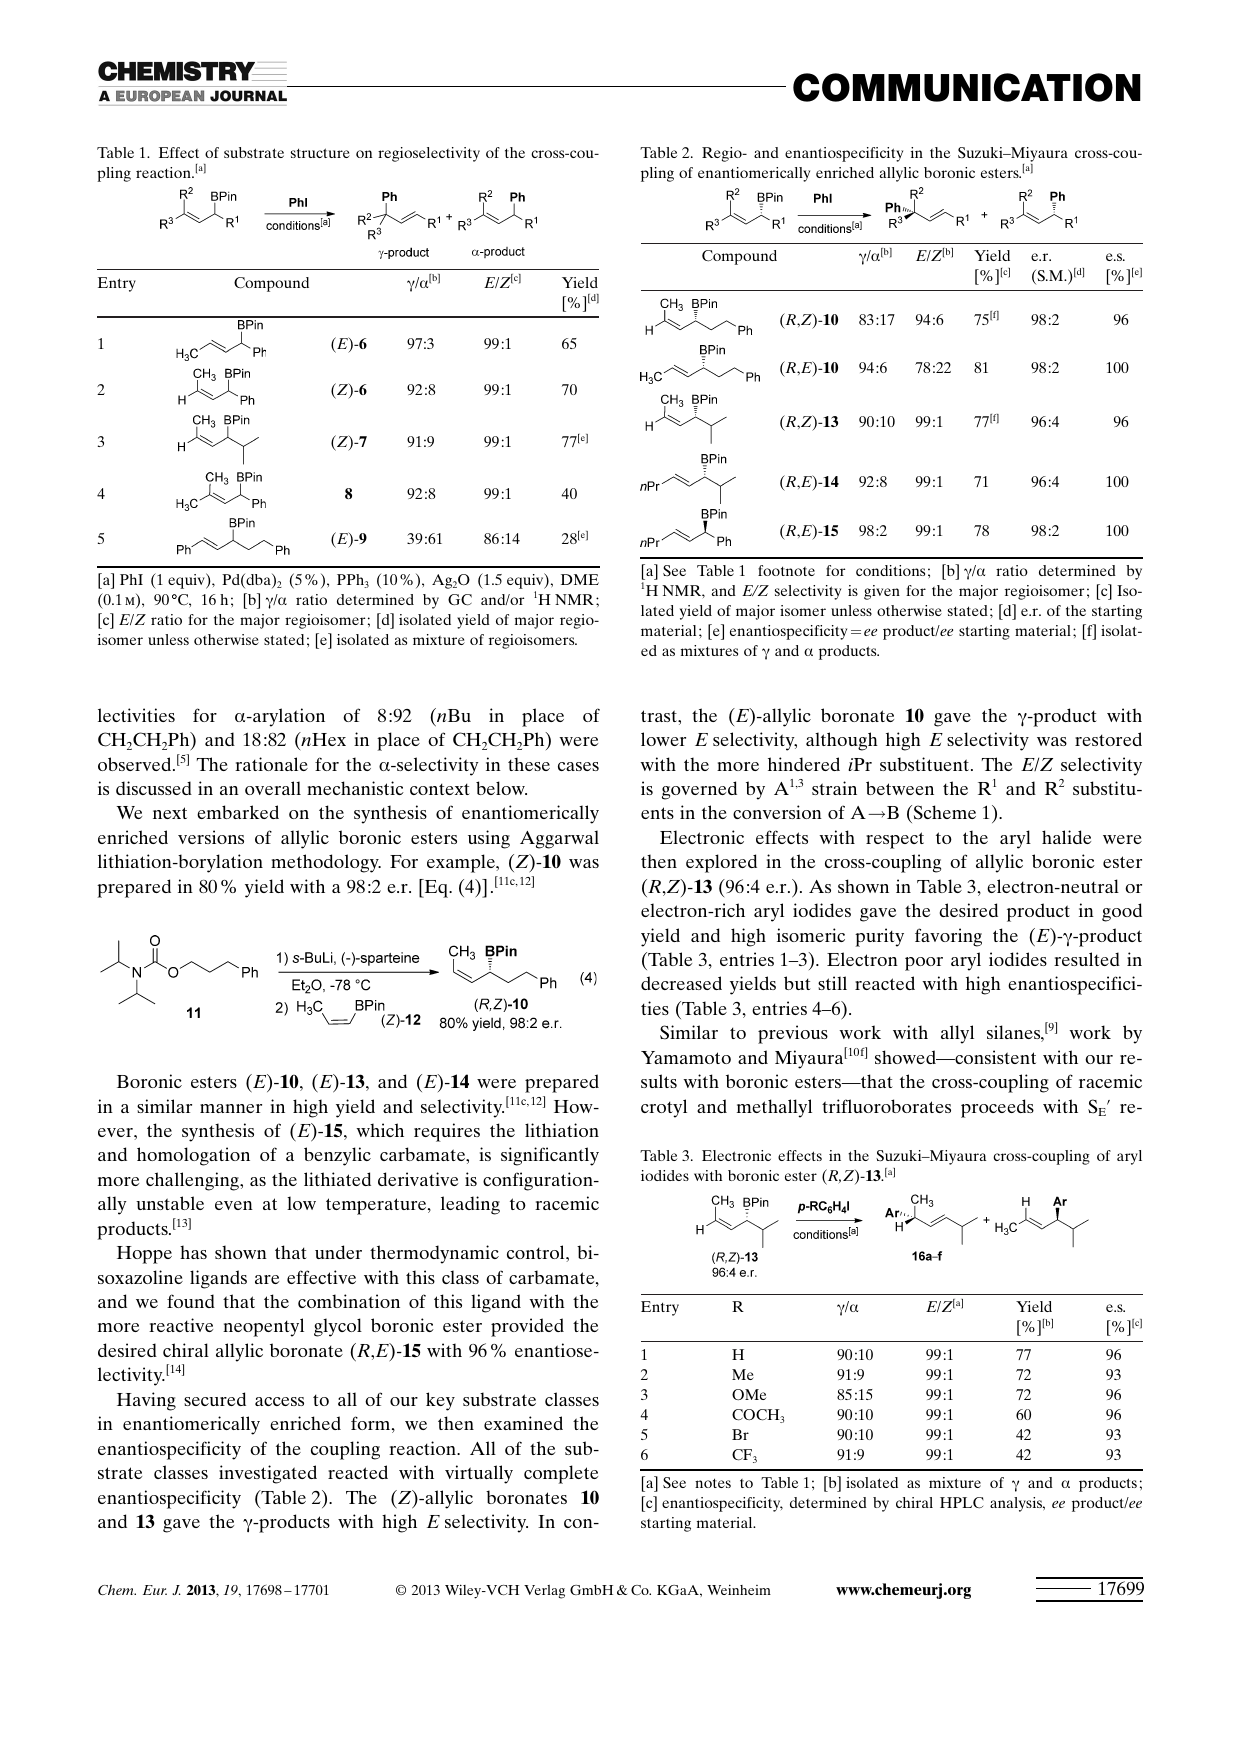 CHEMISTRY
A EUROPEAN JOURNAL
COMMUNICATION
Table 1. Effect of substrate structure on regioselectivity of the cross-cou-
pling reaction.[a]
R2 BPin
R3 R1
PhI
conditions[a]
Ph
R2 R1
R3
γ-product
+
R2 Ph
R3 R1
α-product
Entry Compound γ/α[b] E/Z[c] Yield
[%][d]
BPin
1 H3C Ph (E)-6 97:3 99:1 65
CH3 BPin
2 H Ph (Z)-6 92:8 99:1 70
CH3 BPin
3 H (Z)-7 91:9 99:1 77[e]
CH3 BPin
4 H3C Ph 8 92:8 99:1 40
BPin
5 Ph Ph (E)-9 39:61 86:14 28[e]
[a] PhI (1 equiv), Pd(dba)2 (5 %), PPh3 (10 %), Ag2O (1.5 equiv), DME
(0.1 M), 90 °C, 16 h; [b] γ/α ratio determined by GC and/or 1H NMR;
[c] E/Z ratio for the major regioisomer; [d] isolated yield of major regio-
isomer unless otherwise stated; [e] isolated as mixture of regioisomers.
lectivities for α-arylation of 8:92 (nBu in place of
CH2CH2Ph) and 18:82 (nHex in place of CH2CH2Ph) were
observed.[5] The rationale for the α-selectivity in these cases
is discussed in an overall mechanistic context below.
We next embarked on the synthesis of enantiomerically
enriched versions of allylic boronic esters using Aggarwal
lithiation-borylation methodology. For example, (Z)-10 was
prepared in 80 % yield with a 98:2 e.r. [Eq. (4)].[11c,12]
O
N O Ph
11
1) s-BuLi, (-)-sparteine
Et2O, -78 °C
2) H3C BPin
(Z)-12
CH3 BPin
Ph
(R,Z)-10
80% yield, 98:2 e.r.
(4)
Boronic esters (E)-10, (E)-13, and (E)-14 were prepared
in a similar manner in high yield and selectivity.[11c,12] How-
ever, the synthesis of (E)-15, which requires the lithiation
and homologation of a benzylic carbamate, is significantly
more challenging, as the lithiated derivative is configuration-
ally unstable even at low temperature, leading to racemic
products.[13]
Hoppe has shown that under thermodynamic control, bi-
soxazoline ligands are effective with this class of carbamate,
and we found that the combination of this ligand with the
more reactive neopentyl glycol boronic ester provided the
desired chiral allylic boronate (R,E)-15 with 96 % enantiose-
lectivity.[14]
Having secured access to all of our key substrate classes
in enantiomerically enriched form, we then examined the
enantiospecificity of the coupling reaction. All of the sub-
strate classes investigated reacted with virtually complete
enantiospecificity (Table 2). The (Z)-allylic boronates 10
and 13 gave the γ-products with high E selectivity. In con-
Table 2. Regio- and enantiospecificity in the Suzuki–Miyaura cross-cou-
pling of enantiomerically enriched allylic boronic esters.[a]
R2 BPin
R3 R1
PhI
conditions[a]
R2
Ph
R3 R1
+
R2 Ph
R3 R1
Compound γ/α[b] E/Z[b] Yield e.r. e.s.
[%][c] (S.M.)[d] [%][e]
CH3 BPin
H Ph (R,Z)-10 83:17 94:6 75[f] 98:2 96
BPin
H3C Ph (R,E)-10 94:6 78:22 81 98:2 100
CH3 BPin
H (R,Z)-13 90:10 99:1 77[f] 96:4 96
BPin
nPr (R,E)-14 92:8 99:1 71 96:4 100
BPin
nPr Ph (R,E)-15 98:2 99:1 78 98:2 100
[a] See Table 1 footnote for conditions; [b] γ/α ratio determined by
1H NMR, and E/Z selectivity is given for the major regioisomer; [c] Iso-
lated yield of major isomer unless otherwise stated; [d] e.r. of the starting
material; [e] enantiospecificity = ee product/ee starting material; [f] isolat-
ed as mixtures of γ and α products.
trast, the (E)-allylic boronate 10 gave the γ-product with
lower E selectivity, although high E selectivity was restored
with the more hindered iPr substituent. The E/Z selectivity
is governed by A1,3 strain between the R1 and R2 substitu-
ents in the conversion of A→B (Scheme 1).
Electronic effects with respect to the aryl halide were
then explored in the cross-coupling of allylic boronic ester
(R,Z)-13 (96:4 e.r.). As shown in Table 3, electron-neutral or
electron-rich aryl iodides gave the desired product in good
yield and high isomeric purity favoring the (E)-γ-product
(Table 3, entries 1–3). Electron poor aryl iodides resulted in
decreased yields but still reacted with high enantiospecifici-
ties (Table 3, entries 4–6).
Similar to previous work with allyl silanes,[9] work by
Yamamoto and Miyaura[10f] showed—consistent with our re-
sults with boronic esters—that the cross-coupling of racemic
crotyl and methallyl trifluoroborates proceeds with SE′ re-
Table 3. Electronic effects in the Suzuki–Miyaura cross-coupling of aryl
iodides with boronic ester (R,Z)-13.[a]
CH3 BPin
H
(R,Z)-13
96:4 e.r.
p-RC6H4I
conditions[a]
CH3
Ar
H
16a–f
+
H Ar
H3C
Entry R γ/α E/Z[a] Yield e.s.
[%][b] [%][c]
1 H 90:10 99:1 77 96
2 Me 91:9 99:1 72 93
3 OMe 85:15 99:1 72 96
4 COCH3 90:10 99:1 60 96
5 Br 90:10 99:1 42 93
6 CF3 91:9 99:1 42 93
[a] See notes to Table 1; [b] isolated as mixture of γ and α products;
[c] enantiospecificity, determined by chiral HPLC analysis, ee product/ee
starting material.
Chem. Eur. J. 2013, 19, 17698 – 17701 © 2013 Wiley-VCH Verlag GmbH & Co. KGaA, Weinheim www.chemeurj.org 17699